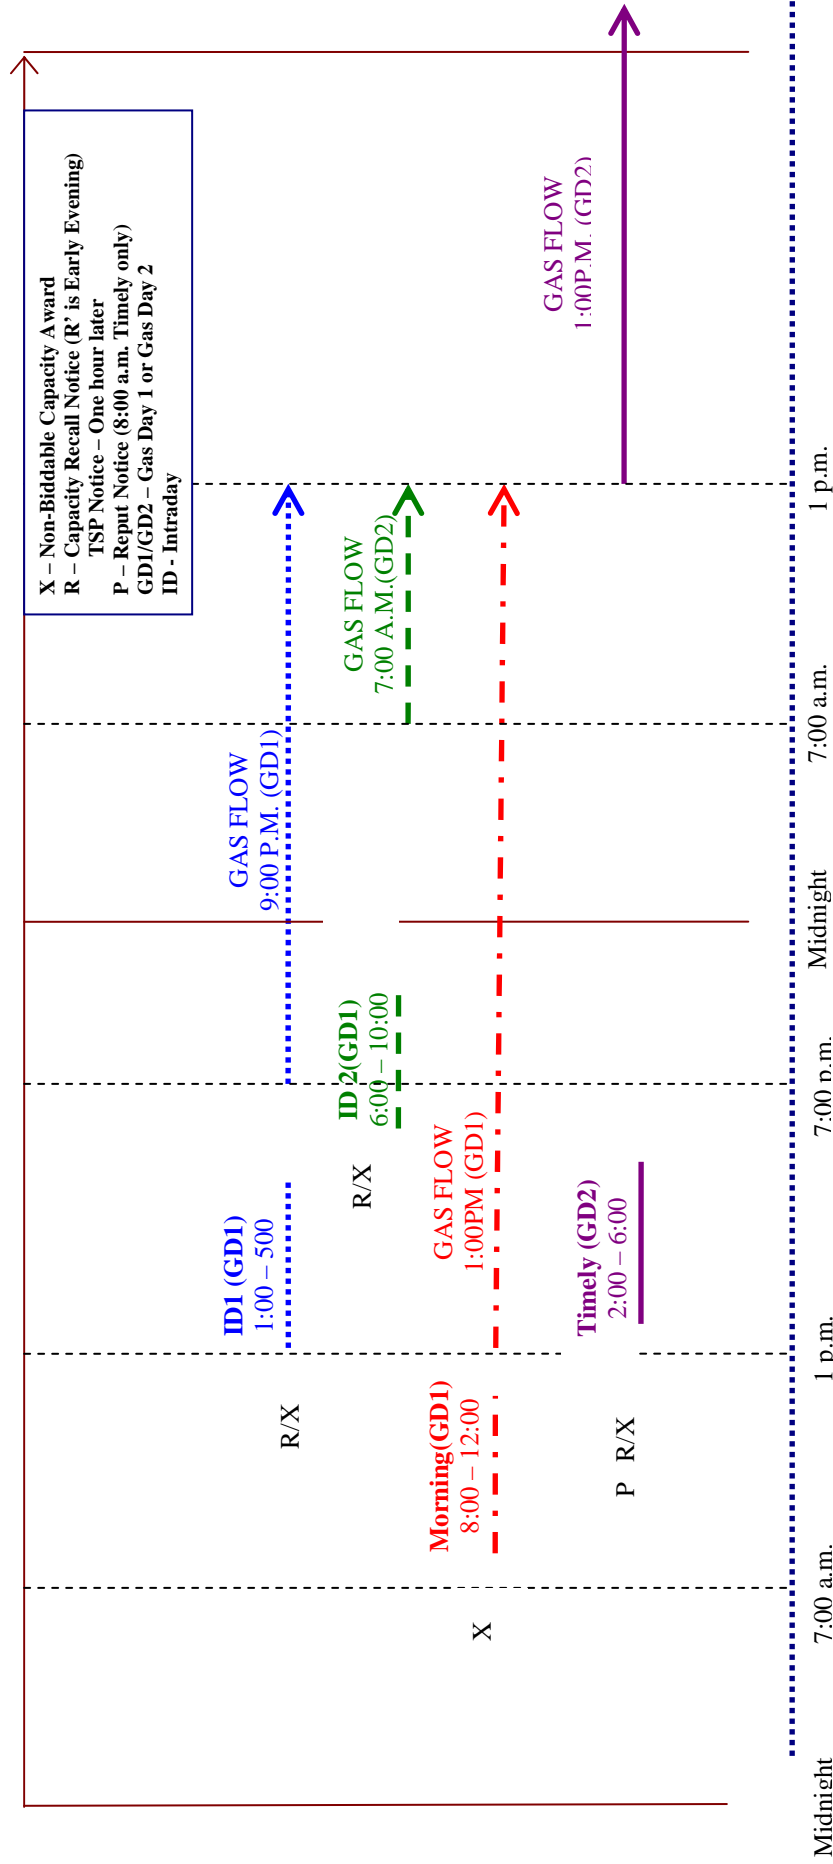 X – Non-Biddable Capacity Award
R – Capacity Recall Notice (R' is Early Evening)
TSP Notice – One hour later
P – Reput Notice (8:00 a.m. Timely only)
GD1/GD2 – Gas Day 1 or Gas Day 2
ID - Intraday
R/X
ID1 (GD1)
1:00 – 500
GAS FLOW
9:00 P.M. (GD1)
R/X
ID 2(GD1)
6:00 – 10:00
GAS FLOW
7:00 A.M.(GD2)
X
Morning(GD1)
8:00 – 12:00
GAS FLOW
1:00PM (GD1)
P R/X
Timely (GD2)
2:00 – 6:00
GAS FLOW
1:00P.M. (GD2)
Midnight
7:00 a.m.
1 p.m.
7:00 p.m.
Midnight
7:00 a.m.
1 p.m.